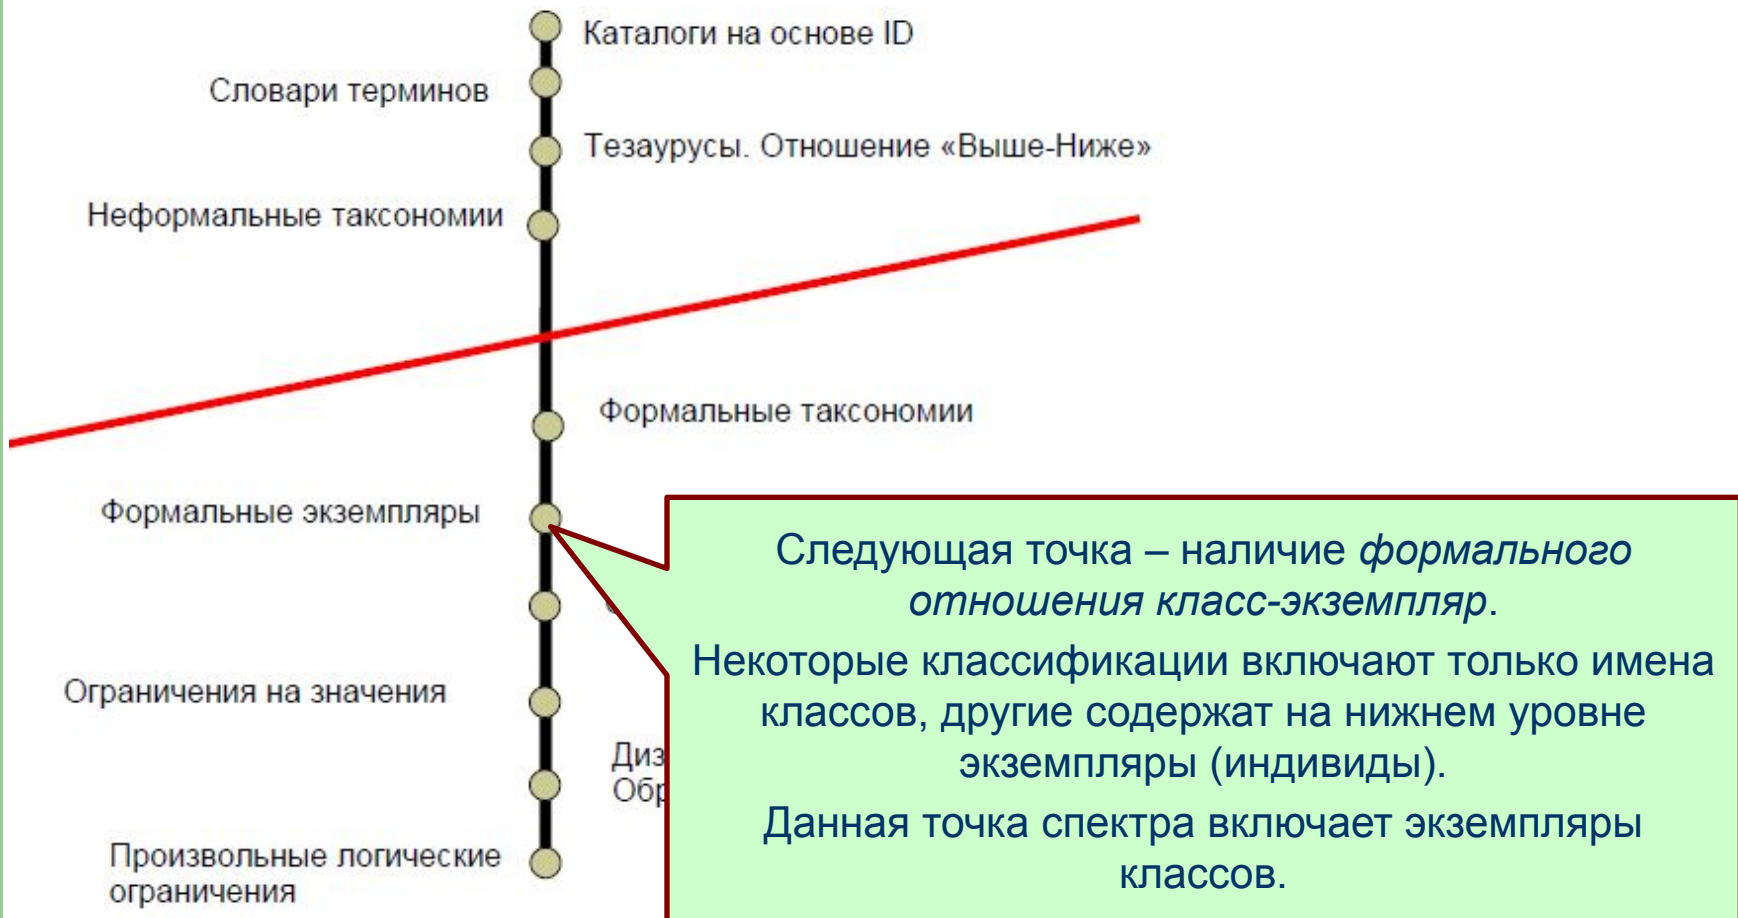 Каталоги на основе ID
Словари терминов
Тезаурусы. Отношение «Выше-Ниже»
Неформальные таксономии
Формальные таксономии
Формальные экземпляры
Следующая точка – наличие формального
отношения класс-экземпляр.
Некоторые классификации включают только имена
классов, другие содержат на нижнем уровне
экземпляры (индивиды).
Данная точка спектра включает экземпляры
классов.
Ограничения на значения
Произвольные логические
ограничения